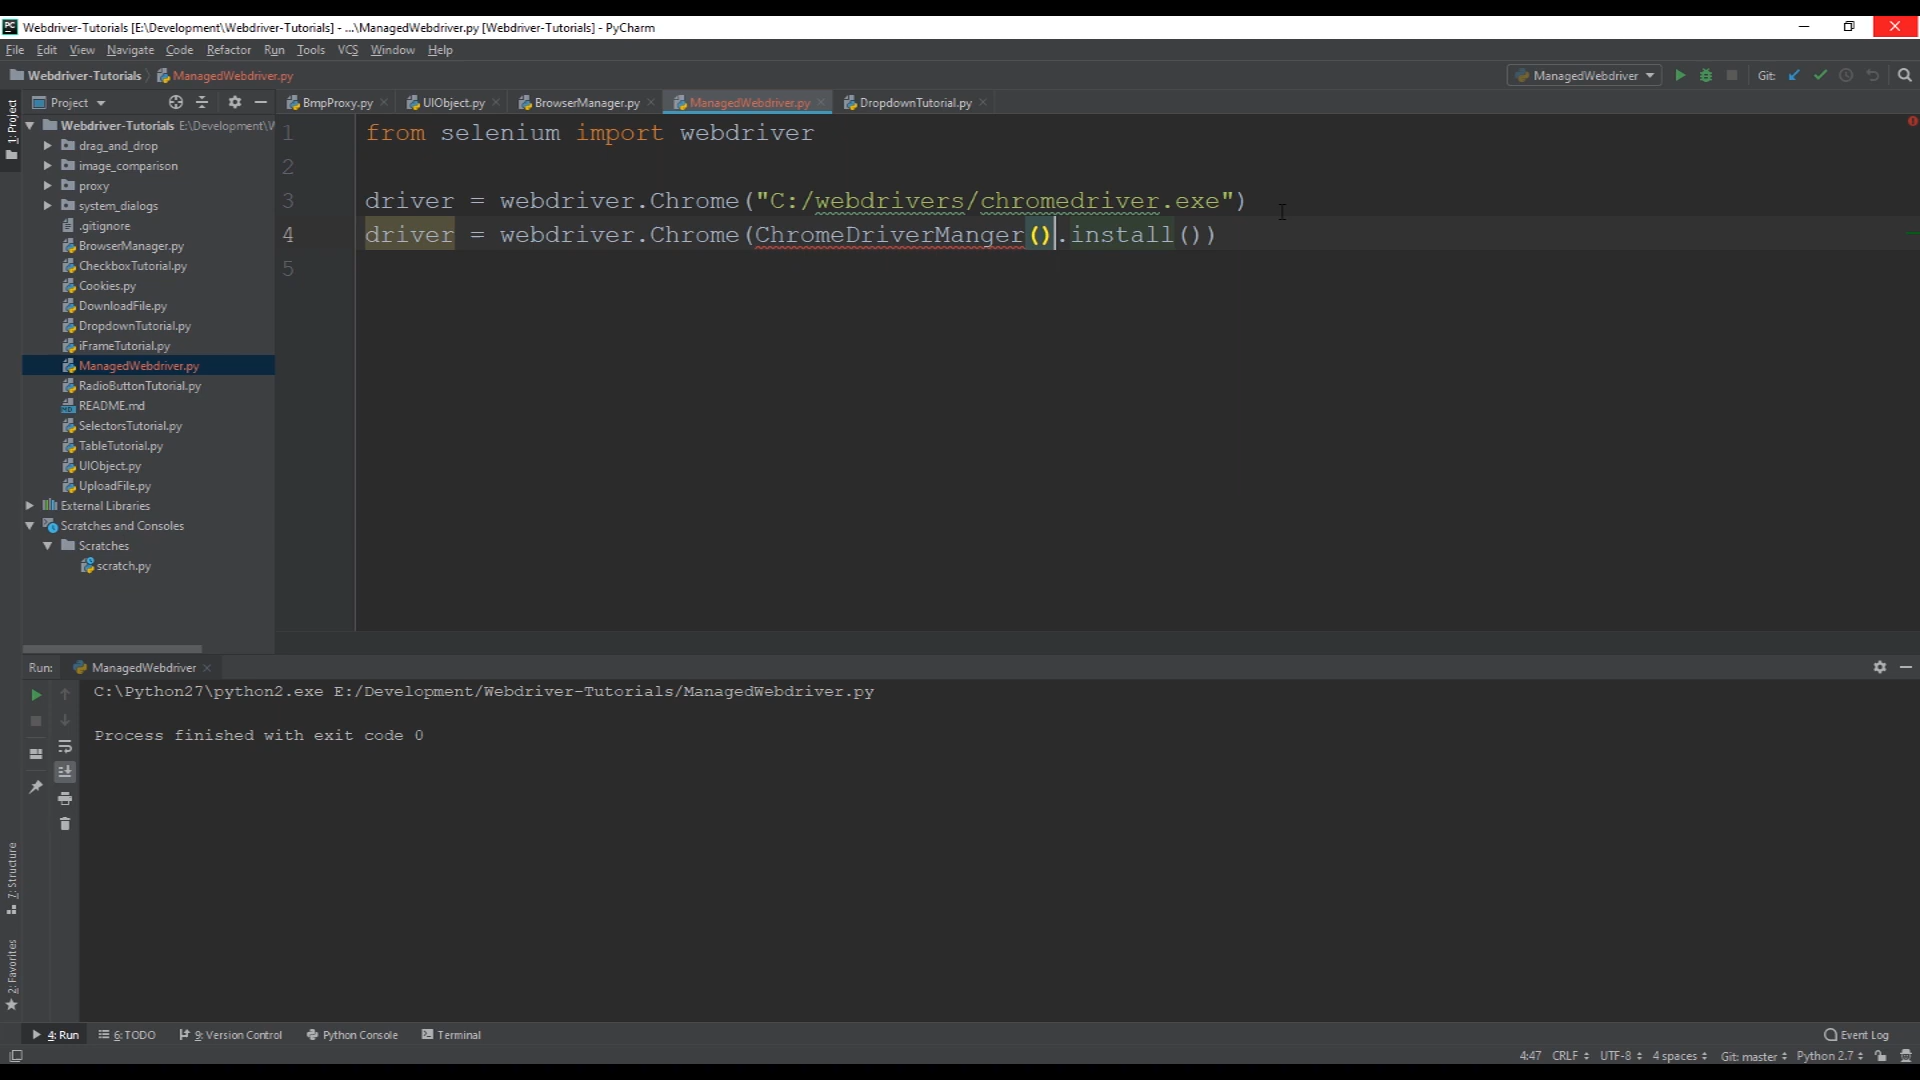 Webdriver-Tutorials [E:\Development\Webdriver-Tutorials] - ...\ManagedWebdriver.py [Webdriver-Tutorials] - PyCharm
File Edit View Navigate Code Refactor Run Tools VCS Window Help
Webdriver-Tutorials ManagedWebdriver.py ManagedWebdriver Git:
1: Project
Project BmpProxy.py UIObject.py BrowserManager.py ManagedWebdriver.py DropdownTutorial.py
Webdriver-Tutorials E:\Development\W
drag_and_drop
image_comparison
proxy
system_dialogs
.gitignore
BrowserManager.py
CheckboxTutorial.py
Cookies.py
DownloadFile.py
DropdownTutorial.py
iFrameTutorial.py
ManagedWebdriver.py
RadioButtonTutorial.py
README.md
SelectorsTutorial.py
TableTutorial.py
UIObject.py
UploadFile.py
External Libraries
Scratches and Consoles
Scratches
scratch.py
1 from selenium import webdriver
2
3 driver = webdriver.Chrome("C:/webdrivers/chromedriver.exe")
4 driver = webdriver.Chrome(ChromeDriverManger().install())
5
Run: ManagedWebdriver
C:\Python27\python2.exe E:/Development/Webdriver-Tutorials/ManagedWebdriver.py
Process finished with exit code 0
7: Structure
2: Favorites
4: Run 6: TODO 9: Version Control Python Console Terminal Event Log
4:47 CRLF UTF-8 4 spaces Git: master Python 2.7